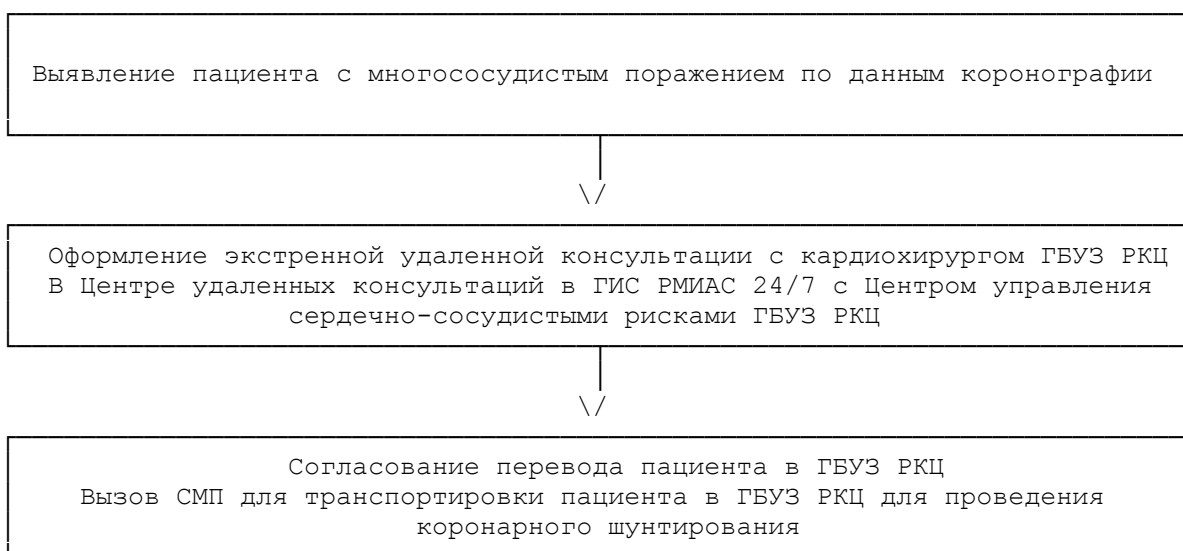 Выявление пациента с многососудистым поражением по данным коронографии
Оформление экстренной удаленной консультации с кардиохирургом ГБУЗ РКЦ
В Центре удаленных консультаций в ГИС РМИАС 24/7 с Центром управления
сердечно-сосудистыми рисками ГБУЗ РКЦ
Согласование перевода пациента в ГБУЗ РКЦ
Вызов СМП для транспортировки пациента в ГБУЗ РКЦ для проведения
коронарного шунтирования